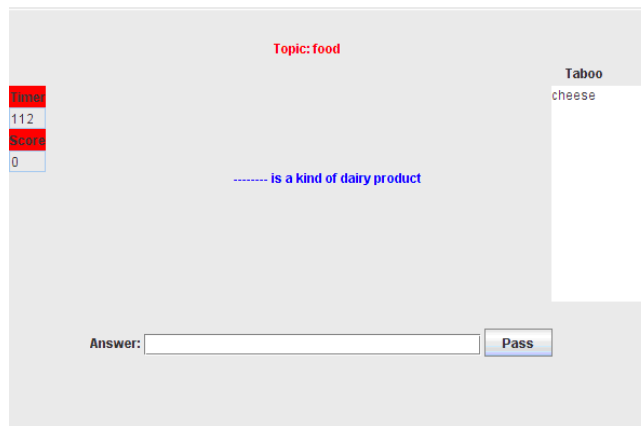 Topic: food
Taboo
cheese
Timer
112
Score
0
-------- is a kind of dairy product
Answer:
Pass